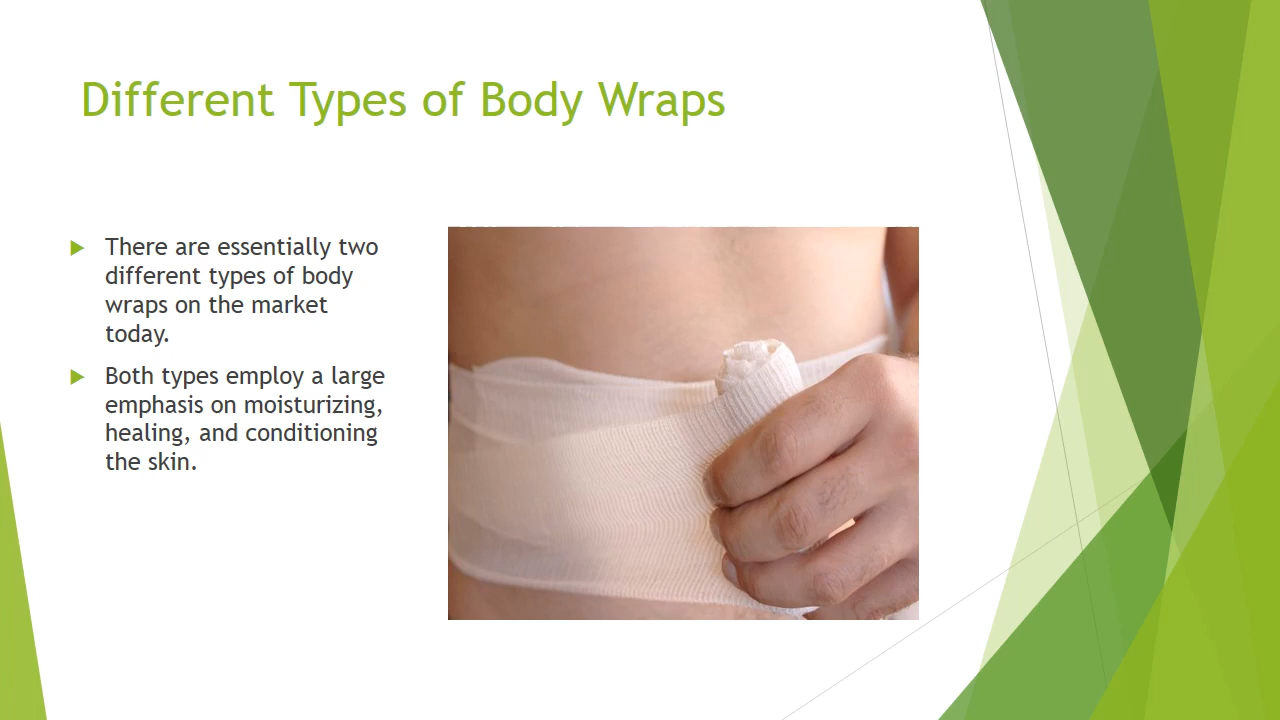 Different Types of Body Wraps
There are essentially two
different types of body
wraps on the market
today.
Both types employ a large
emphasis on moisturizing,
healing, and conditioning
the skin.